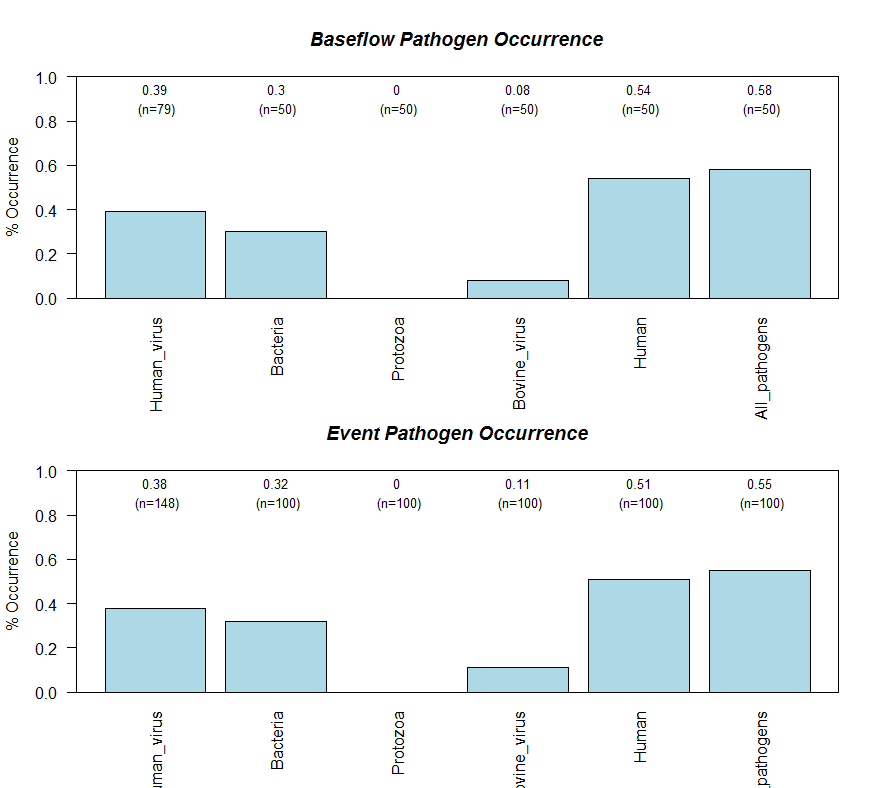 Baseflow Pathogen Occurrence
% Occurrence
1.0
0.8
0.6
0.4
0.2
0.0
0.39 0.3 0 0.08 0.54 0.58
(n=79) (n=50) (n=50) (n=50) (n=50) (n=50)
Human_virus Bacteria Protozoa Bovine_virus Human All_pathogens
Event Pathogen Occurrence
% Occurrence
1.0
0.8
0.6
0.4
0.2
0.0
0.38 0.32 0 0.11 0.51 0.55
(n=148) (n=100) (n=100) (n=100) (n=100) (n=100)
uman_virus Bacteria Protozoa ovine_virus Human _pathogens